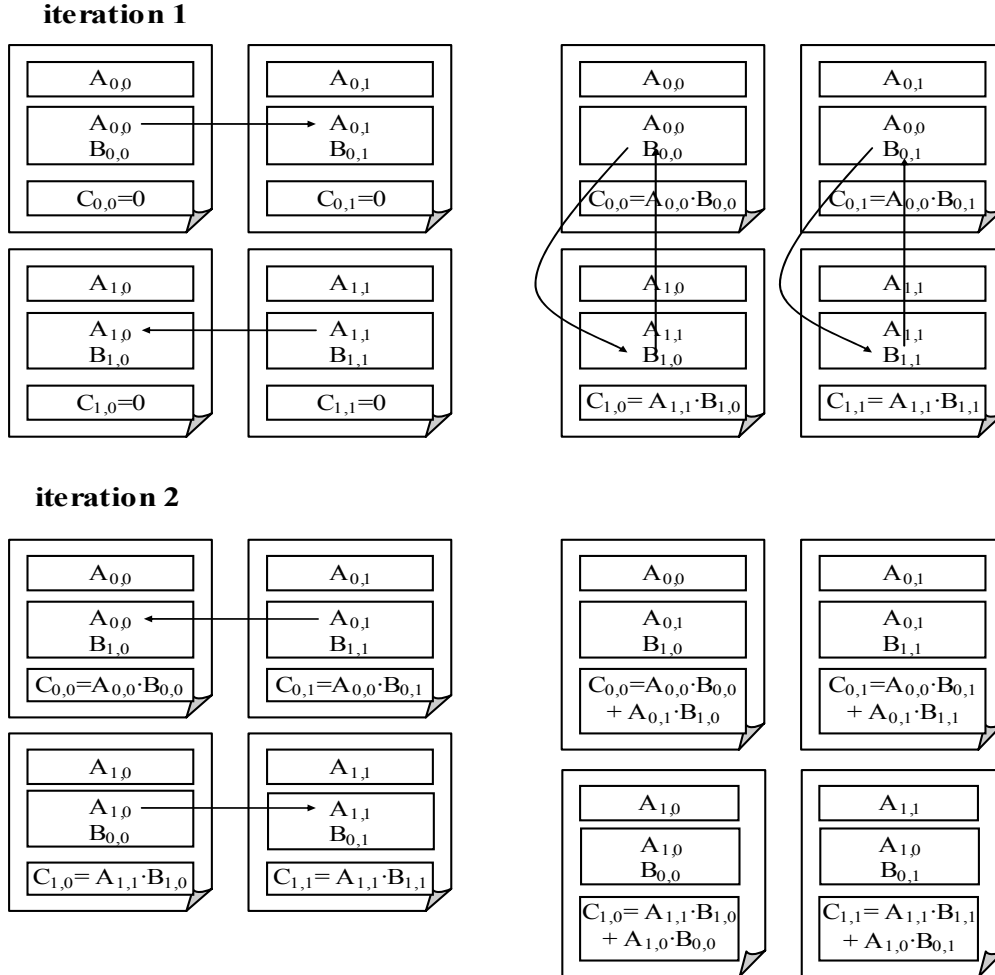 iteration 1
A0,0
A0,0
B0,0
C0,0=0
A0,1
A0,1
B0,1
C0,1=0
A0,0
A0,0
B0,0
C0,0=A0,0·B0,0
A0,1
A0,0
B0,1
C0,1=A0,0·B0,1
A1,0
A1,0
B1,0
C1,0=0
A1,1
A1,1
B1,1
C1,1=0
A1,0
A1,1
B1,0
C1,0= A1,1·B1,0
A1,1
A1,1
B1,1
C1,1= A1,1·B1,1
iteration 2
A0,0
A0,0
B1,0
C0,0=A0,0·B0,0
A0,1
A0,1
B1,1
C0,1=A0,0·B0,1
A0,0
A0,1
B1,0
C0,0=A0,0·B0,0
+ A0,1·B1,0
A0,1
A0,1
B1,1
C0,1=A0,0·B0,1
+ A0,1·B1,1
A1,0
A1,0
B0,0
C1,0= A1,1·B1,0
A1,1
A1,1
B0,1
C1,1= A1,1·B1,1
A1,0
A1,0
B0,0
C1,0= A1,1·B1,0
+ A1,0·B0,0
A1,1
A1,0
B0,1
C1,1= A1,1·B1,1
+ A1,0·B0,1